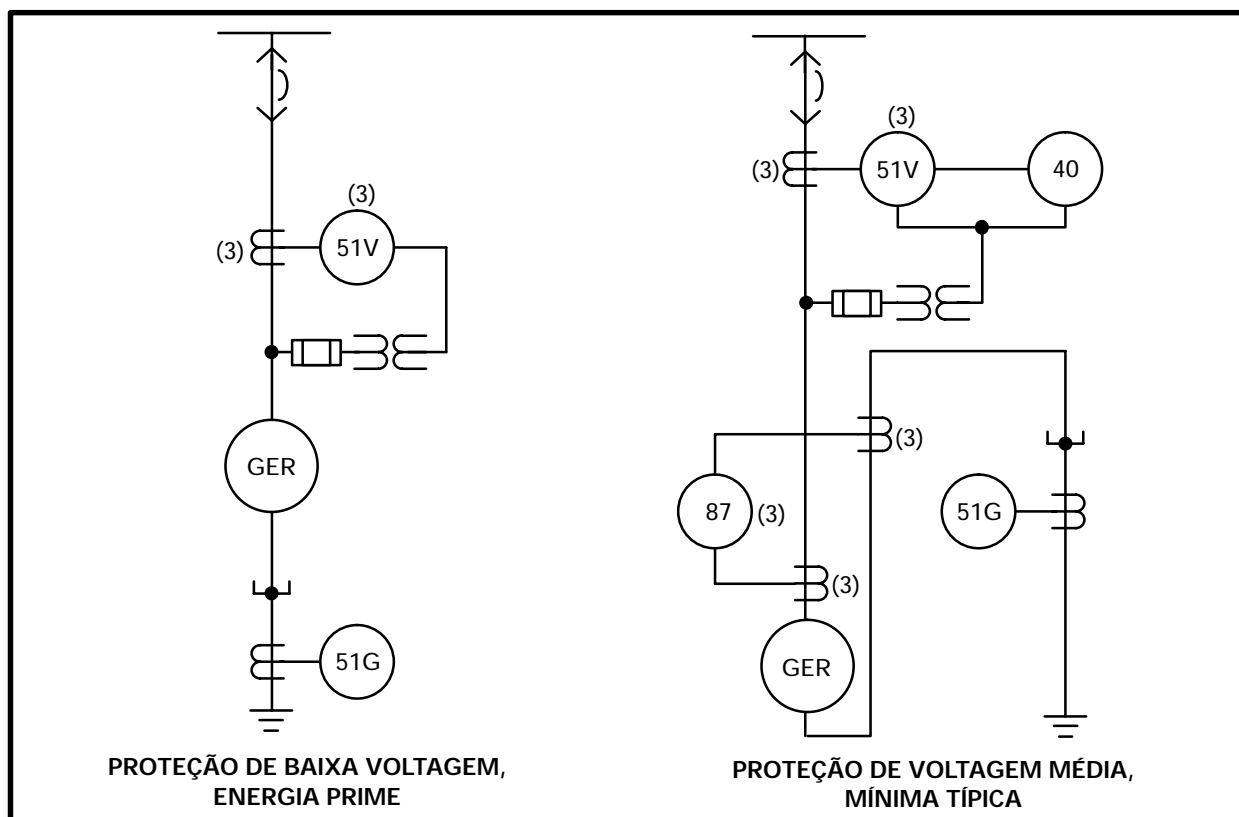 (3)
51V
(3)
GER
51G
PROTEÇÃO DE BAIXA VOLTAGEM,
ENERGIA PRIME
(3)
(3)
51V
40
(3)
87
(3)
51G
(3)
GER
PROTEÇÃO DE VOLTAGEM MÉDIA,
MÍNIMA TÍPICA